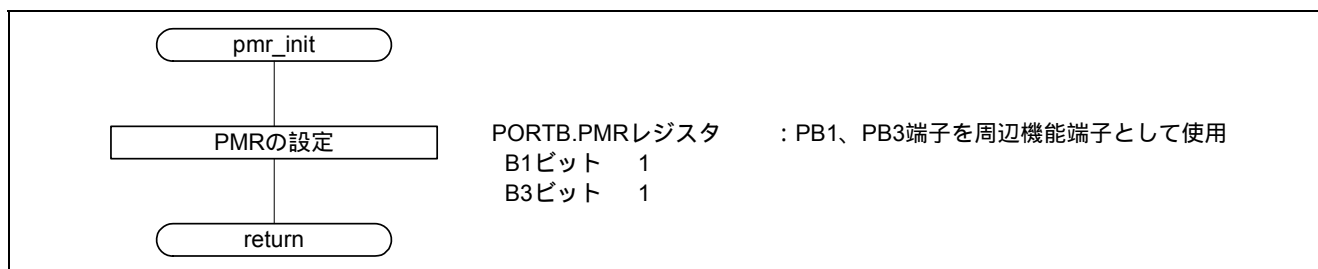 pmr_init
PMRの設定
PORTB.PMRレジスタ :PB1、PB3端子を周辺機能端子として使用
B1ビット 1
B3ビット 1
return